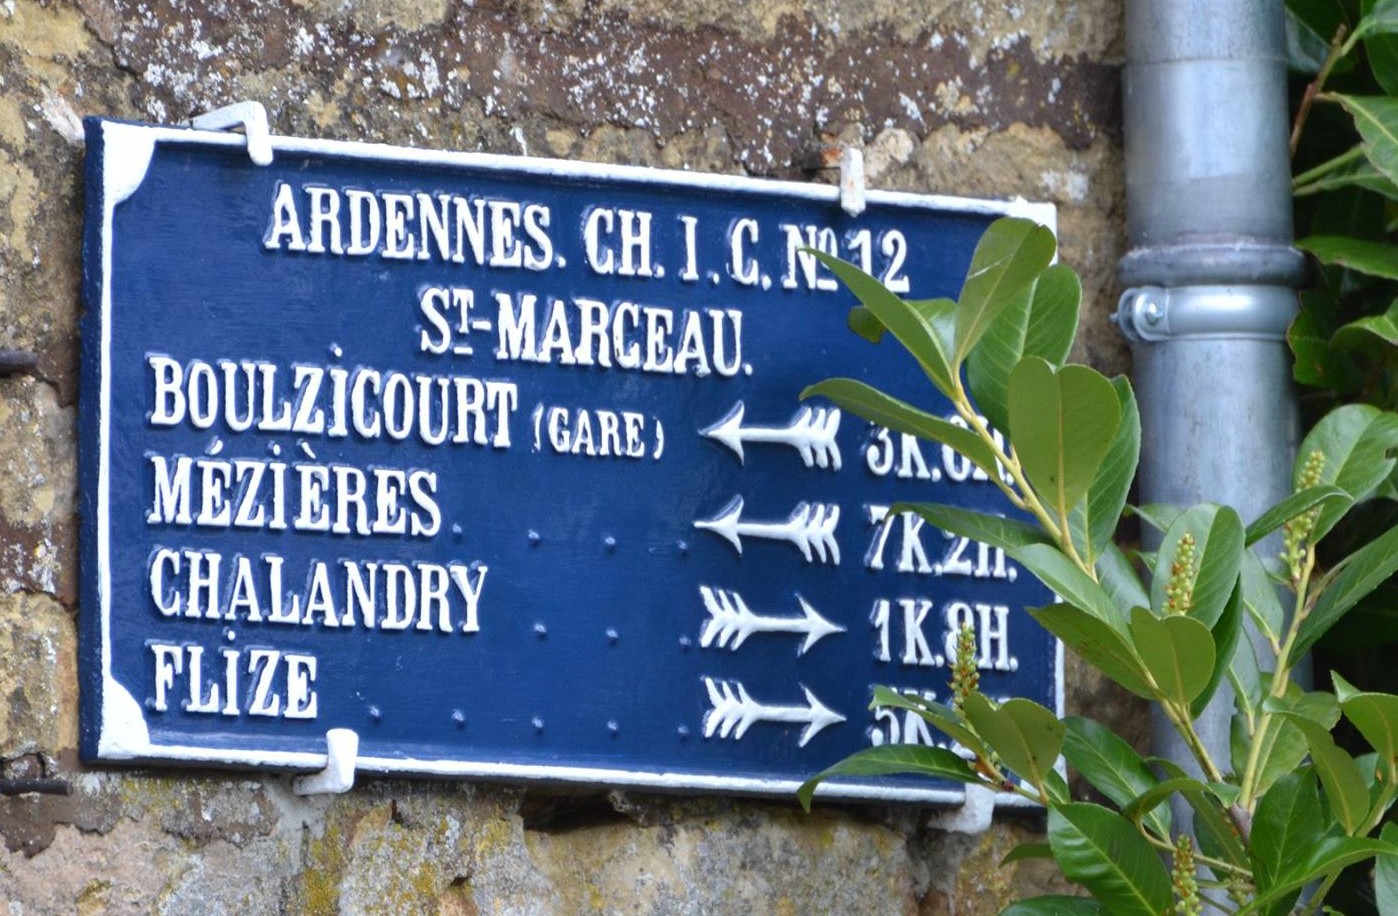 ARDENNES. CH. I. C. Nº 12
ST-MARCEAU.
BOULZiCOURT (GARE)
MÉZiÈRES 7K.2H.
CHALANDRY 1K.8H.
FLiZE